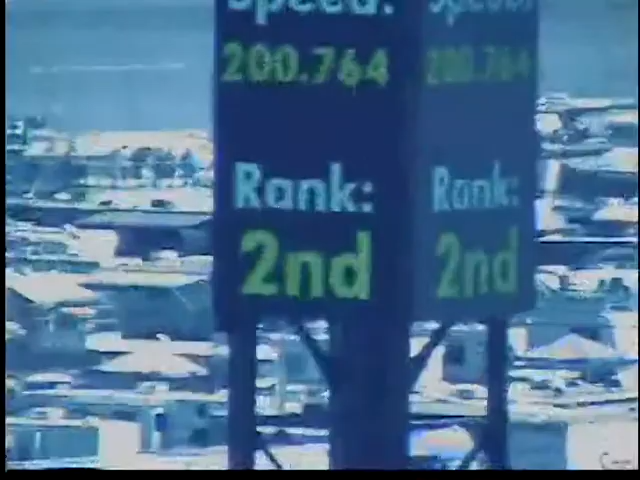 Speed: Speed:
200.764 200.764
Rank: Rank:
2nd 2nd